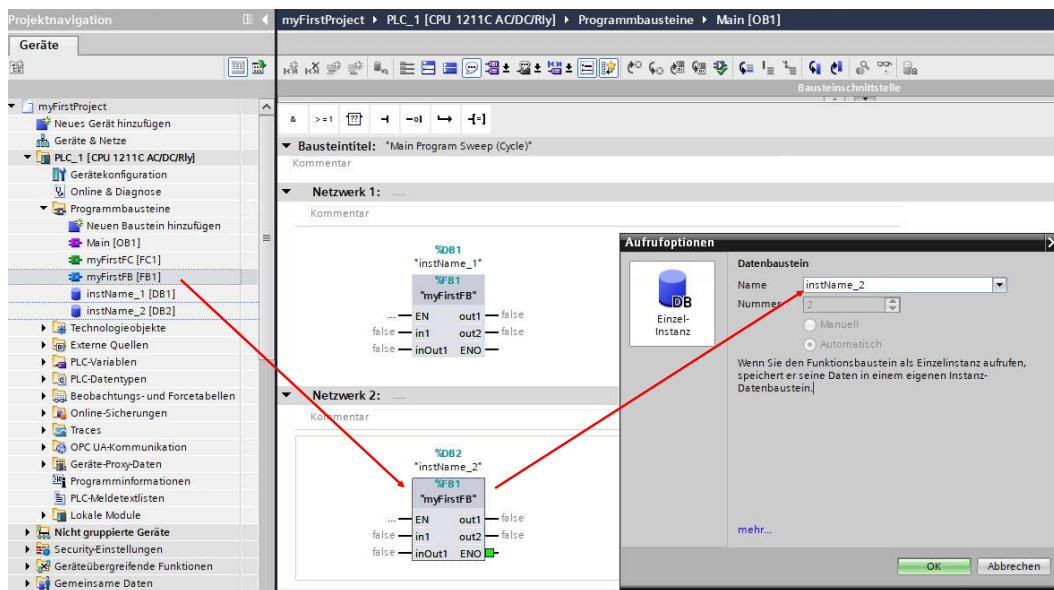 Projektnavigation
myFirstProject ▸ PLC_1 [CPU 1211C AC/DC/Rly] ▸ Programmbausteine ▸ Main [OB1]
Geräte
Bausteinschnittstelle
myFirstProject
Neues Gerät hinzufügen
Geräte & Netze
PLC_1 [CPU 1211C AC/DC/Rly]
Gerätekonfiguration
Online & Diagnose
Programmbausteine
Neuen Baustein hinzufügen
Main [OB1]
myFirstFC [FC1]
myFirstFB [FB1]
instName_1 [DB1]
instName_2 [DB2]
Technologieobjekte
Externe Quellen
PLC-Variablen
PLC-Datentypen
Beobachtungs- und Forcetabellen
Online-Sicherungen
Traces
OPC UA-Kommunikation
Geräte-Proxy-Daten
Programminformationen
PLC-Meldetextlisten
Lokale Module
Nicht gruppierte Geräte
Security-Einstellungen
Geräteübergreifende Funktionen
Gemeinsame Daten
& >=1 ?? -[=]
Bausteintitel: "Main Program Sweep (Cycle)"
Kommentar
Netzwerk 1: .....
Kommentar
%DB1
"instName_1"
%FB1
"myFirstFB"
... EN out1 false
false in1 out2 false
false inOut1 ENO
Netzwerk 2: .....
Kommentar
%DB2
"instName_2"
%FB1
"myFirstFB"
... EN out1 false
false in1 out2 false
false inOut1 ENO
Aufrufoptionen
DB
Einzel-
Instanz
Datenbaustein
Name instName_2
Nummer 2
Manuell
Automatisch
Wenn Sie den Funktionsbaustein als Einzelinstanz aufrufen,
speichert er seine Daten in einem eigenen Instanz-
Datenbaustein.
mehr...
OK Abbrechen